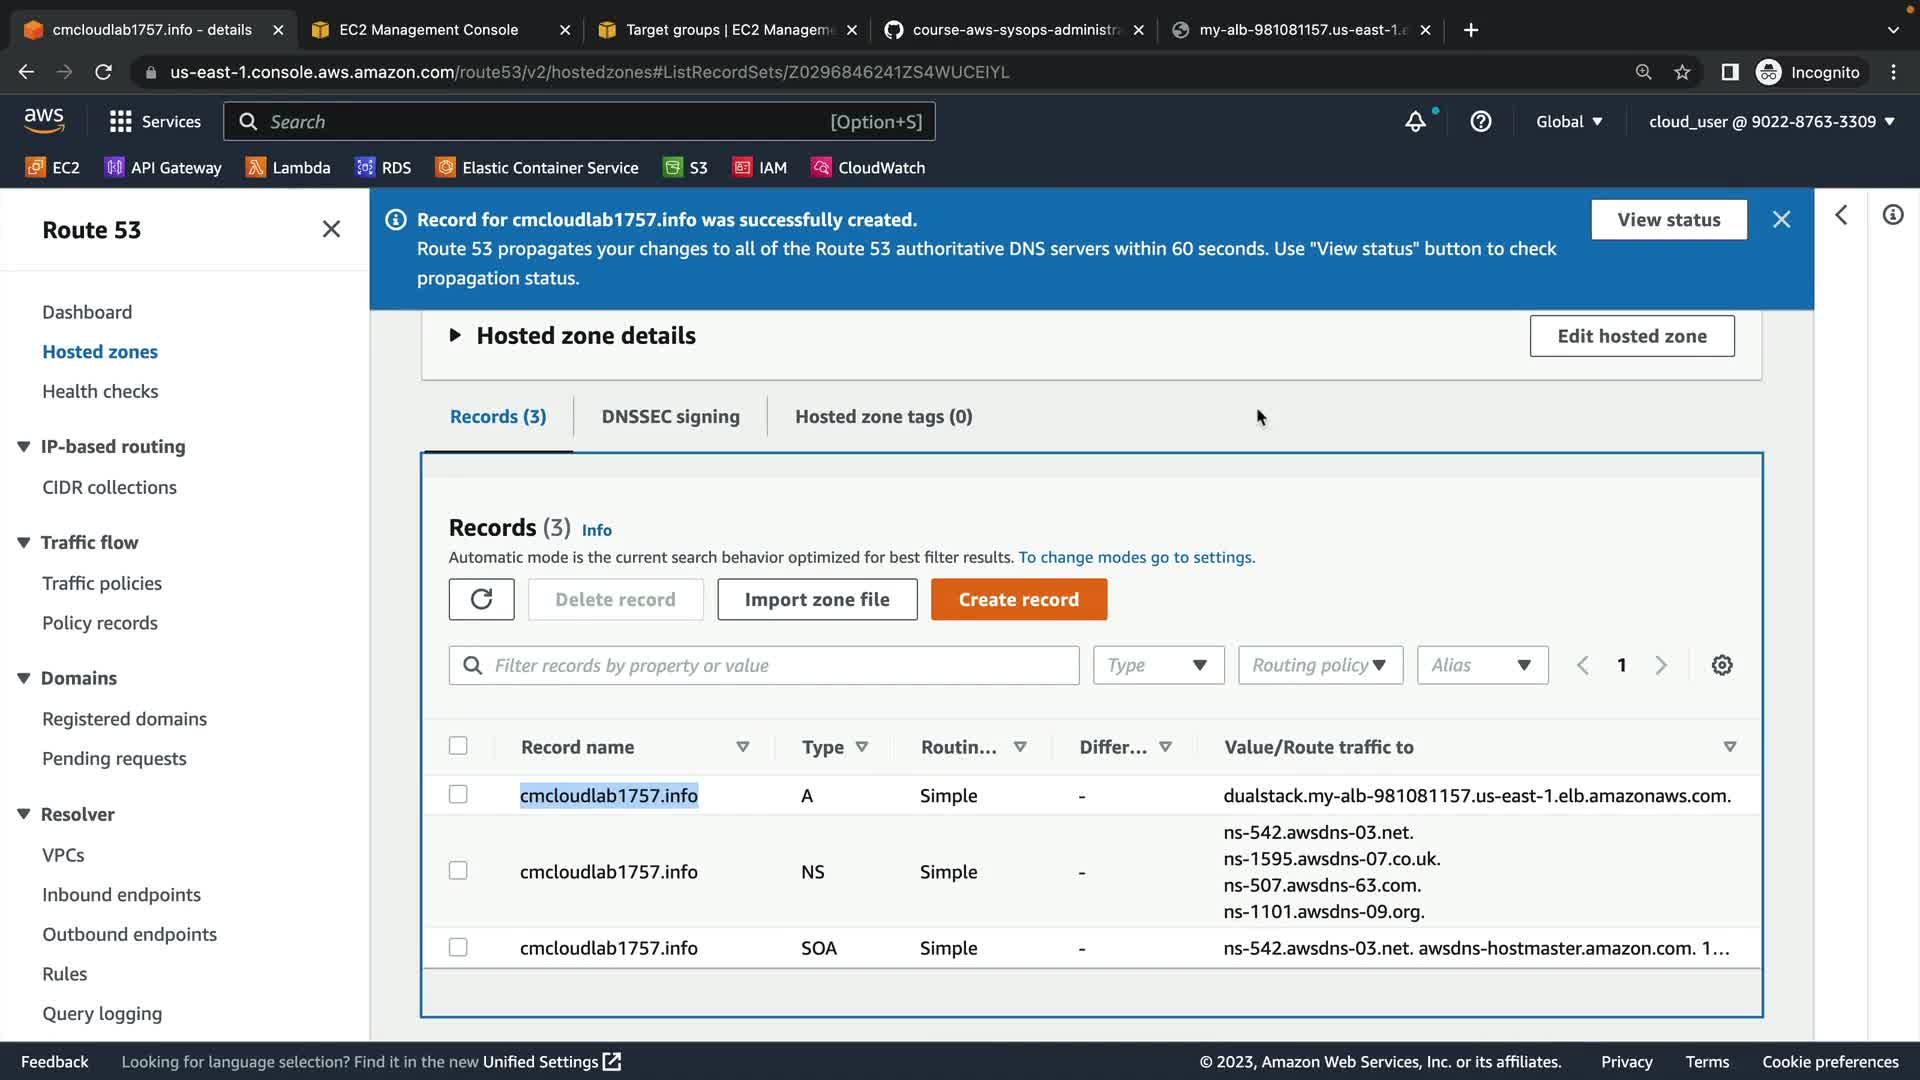 cmcloudlab1757.info - details
EC2 Management Console
Target groups | EC2 Manageme
course-aws-sysops-administra
my-alb-981081157.us-east-1.e
us-east-1.console.aws.amazon.com/route53/v2/hostedzones#ListRecordSets/Z0296846241ZS4WUCEIYL
Incognito
aws
Services
Search
[Option+S]
Global
cloud_user @ 9022-8763-3309
EC2
API Gateway
Lambda
RDS
Elastic Container Service
S3
IAM
CloudWatch
Route 53
Dashboard
Hosted zones
Health checks
IP-based routing
CIDR collections
Traffic flow
Traffic policies
Policy records
Domains
Registered domains
Pending requests
Resolver
VPCs
Inbound endpoints
Outbound endpoints
Rules
Query logging
Record for cmcloudlab1757.info was successfully created.
Route 53 propagates your changes to all of the Route 53 authoritative DNS servers within 60 seconds. Use "View status" button to check
propagation status.
View status
Hosted zone details
Edit hosted zone
Records (3)
DNSSEC signing
Hosted zone tags (0)
Records (3) Info
Automatic mode is the current search behavior optimized for best filter results. To change modes go to settings.
Delete record
Import zone file
Create record
Filter records by property or value
Type
Routing policy
Alias
1
Record name
Type
Routin...
Differ...
Value/Route traffic to
cmcloudlab1757.info
A
Simple
-
dualstack.my-alb-981081157.us-east-1.elb.amazonaws.com.
cmcloudlab1757.info
NS
Simple
-
ns-542.awsdns-03.net.
ns-1595.awsdns-07.co.uk.
ns-507.awsdns-63.com.
ns-1101.awsdns-09.org.
cmcloudlab1757.info
SOA
Simple
-
ns-542.awsdns-03.net. awsdns-hostmaster.amazon.com. 1...
Feedback
Looking for language selection? Find it in the new Unified Settings
© 2023, Amazon Web Services, Inc. or its affiliates.
Privacy
Terms
Cookie preferences